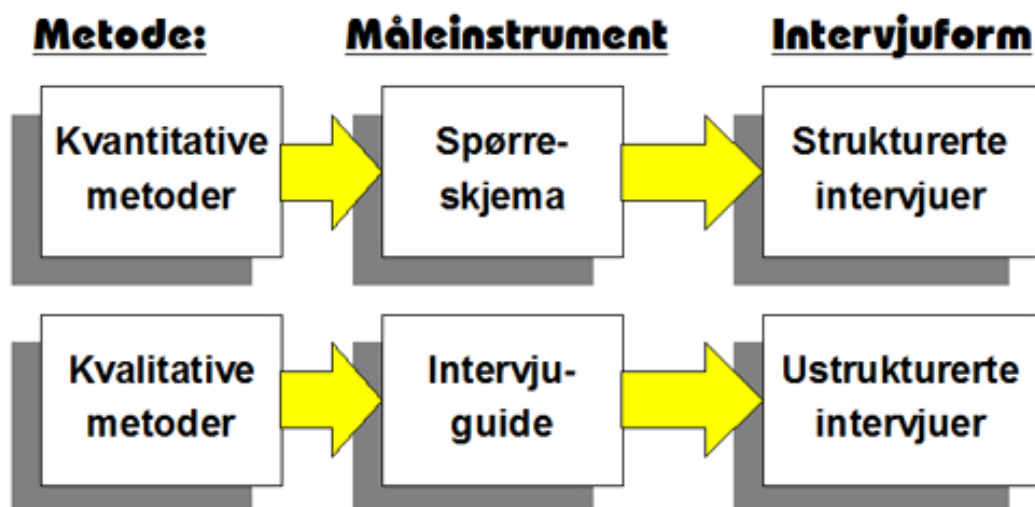 Metode: Måleinstrument Intervjuform
Kvantitative
metoder
Spørre-
skjema
Strukturerte
intervjuer
Kvalitative
metoder
Intervju-
guide
Ustrukturerte
intervjuer